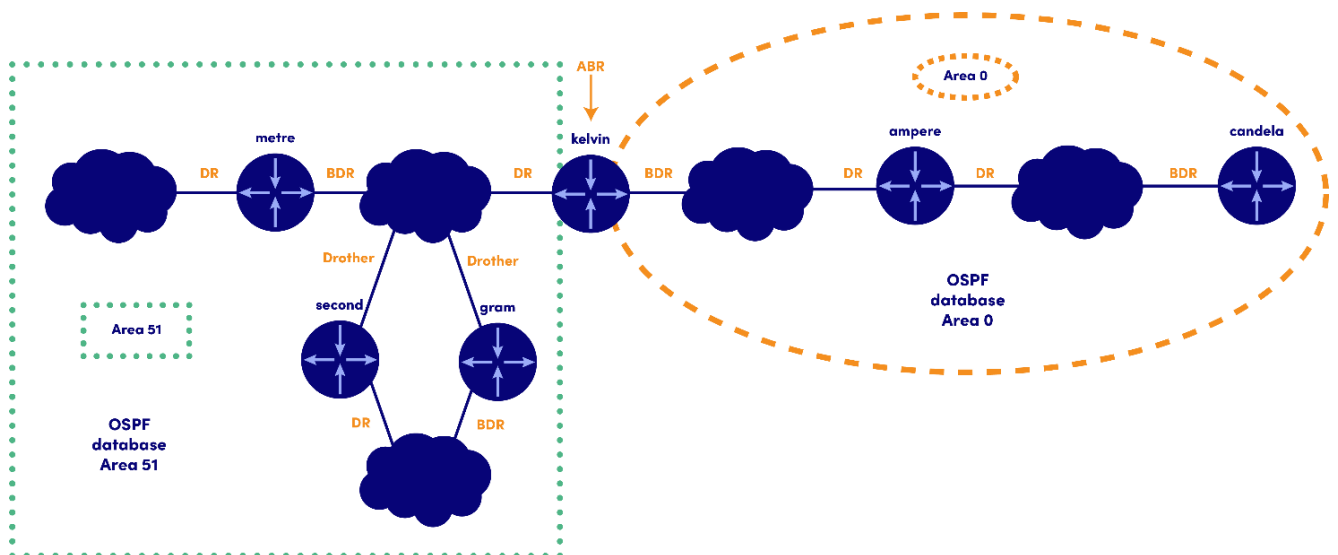 ABR
Area 0
metre
kelvin
ampere
candela
DR
BDR
DR
BDR
DR
DR
BDR
Drother
Drother
OSPF
database
Area 0
second
gram
Area 51
DR
BDR
OSPF
database
Area 51